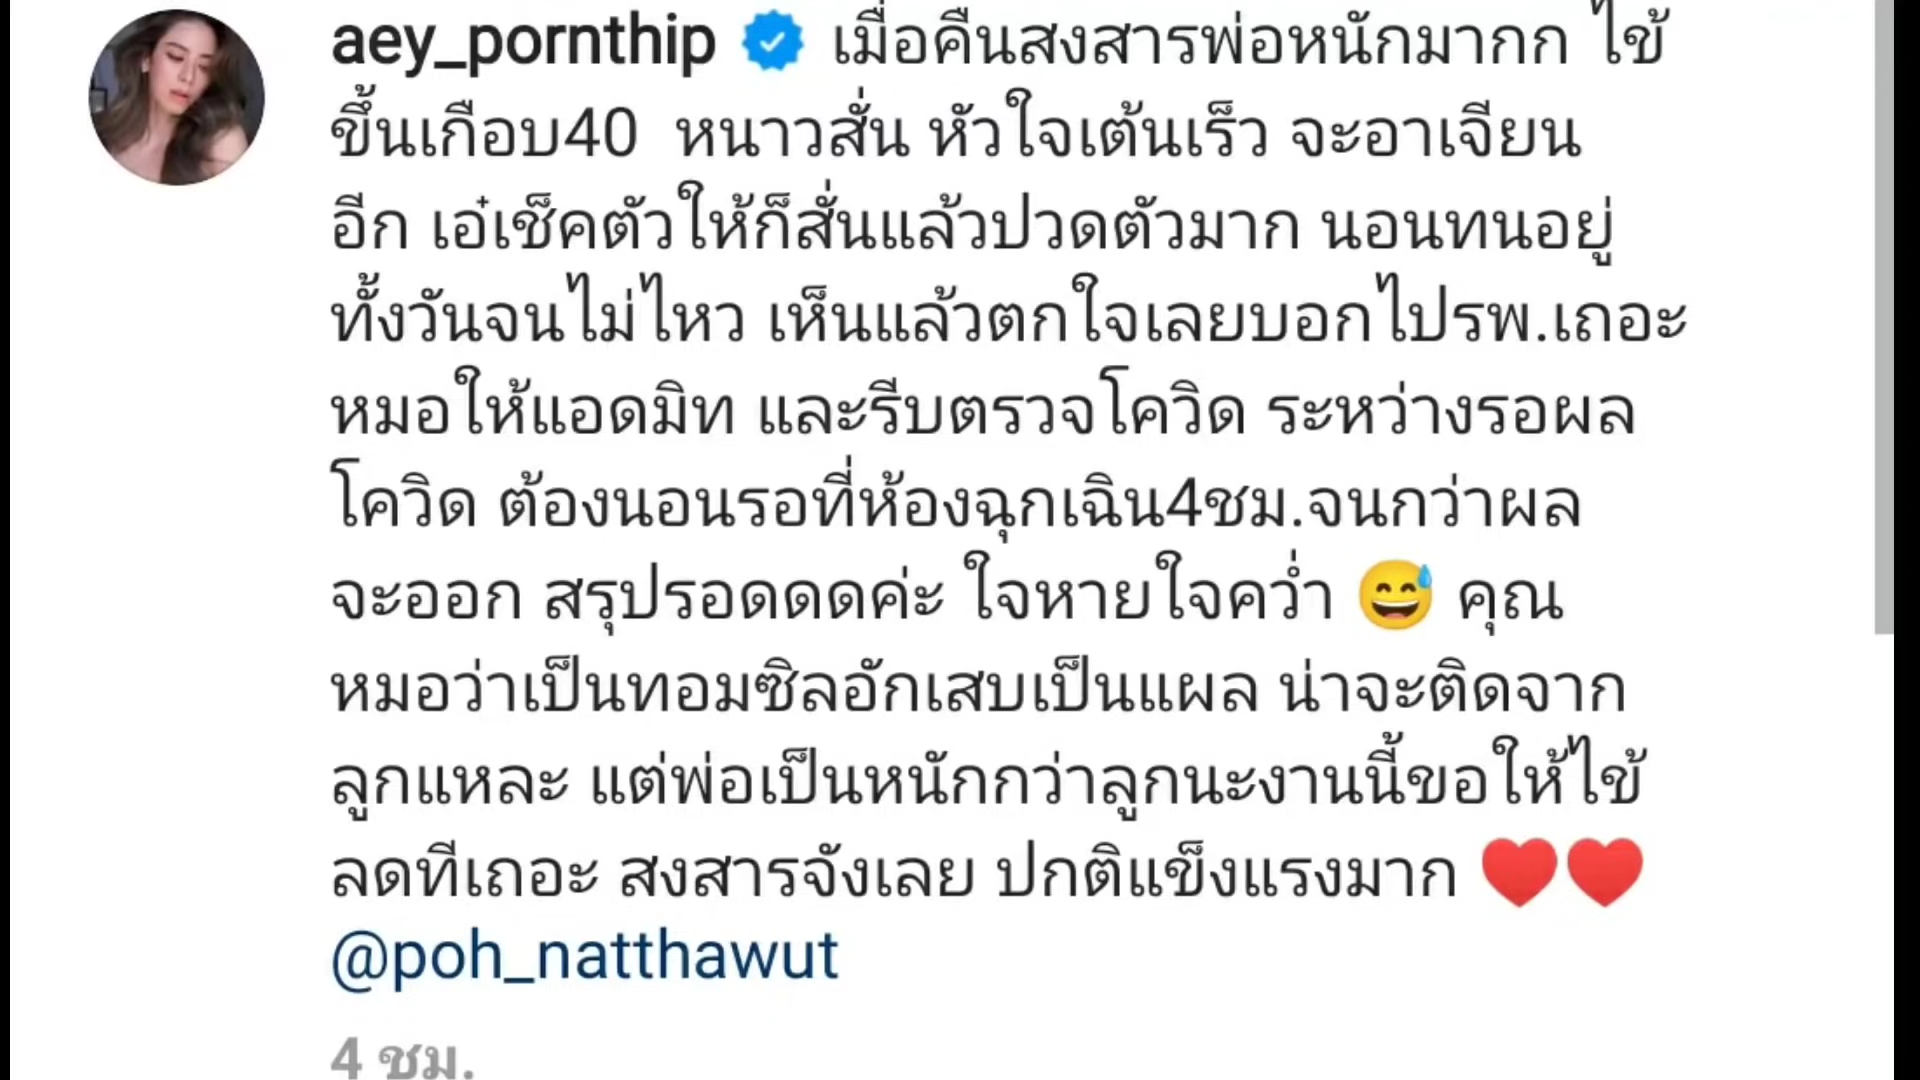 aey_pornthip เมื่อคืนสงสารพ่อหนักมากก ไข้
ขึ้นเกือบ40 หนาวสั่น หัวใจเต้นเร็ว จะอาเจียน
อีก เอ๋เช็คตัวให้ก็สั่นแล้วปวดตัวมาก นอนทนอยู่
ทั้งวันจนไม่ไหว เห็นแล้วตกใจเลยบอกไปรพ.เถอะ
หมอให้แอดมิท และรีบตรวจโควิด ระหว่างรอผล
โควิด ต้องนอนรอที่ห้องฉุกเฉิน4ชม.จนกว่าผล
จะออก สรุปรอดดดค่ะ ใจหายใจคว่ำ 😅 คุณ
หมอว่าเป็นทอมซิลอักเสบเป็นแผล น่าจะติดจาก
ลูกแหละ แต่พ่อเป็นหนักกว่าลูกนะงานนี้ขอให้ไข้
ลดทีเถอะ สงสารจังเลย ปกติแข็งแรงมาก ♥️♥️
@poh_natthawut
4 ชม.